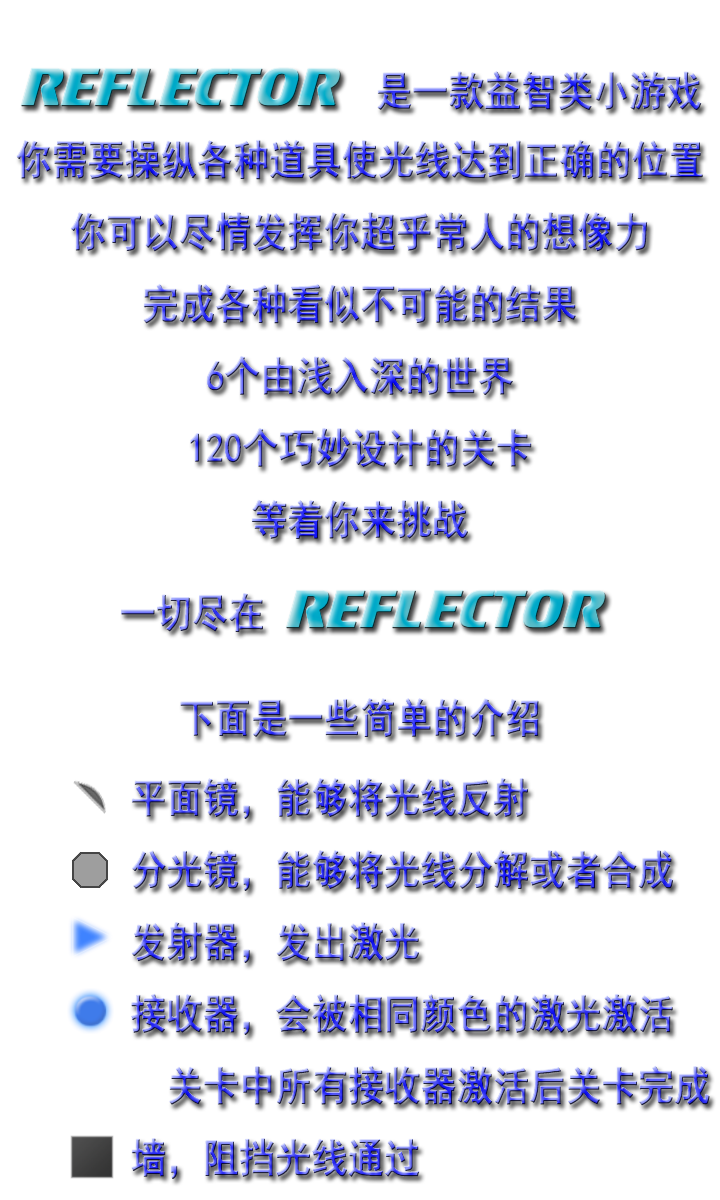 REFLECTOR 是一款益智类小游戏
你需要操纵各种道具使光线达到正确的位置
你可以尽情发挥你超乎常人的想像力
完成各种看似不可能的结果
6个由浅入深的世界
120个巧妙设计的关卡
等着你来挑战
一切尽在 REFLECTOR
下面是一些简单的介绍
平面镜，能够将光线反射
分光镜，能够将光线分解或者合成
发射器，发出激光
接收器，会被相同颜色的激光激活
关卡中所有接收器激活后关卡完成
墙，阻挡光线通过